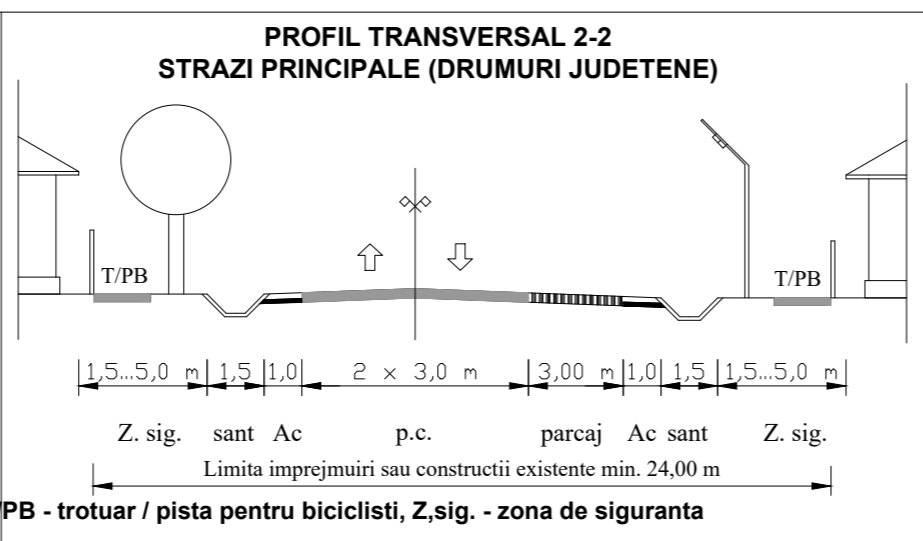 PROFIL TRANSVERSAL 2-2
STRAZI PRINCIPALE (DRUMURI JUDETENE)
T/PB T/PB
1,5...5,0 m 1,5 1,0 2 x 3,0 m 3,00 m 1,0 1,5 1,5...5,0 m
Z. sig. sant Ac p.c. parcaj Ac sant Z. sig.
Limita imprejmuiri sau constructii existente min. 24,00 m
/PB - trotuar / pista pentru biciclisti, Z,sig. - zona de siguranta